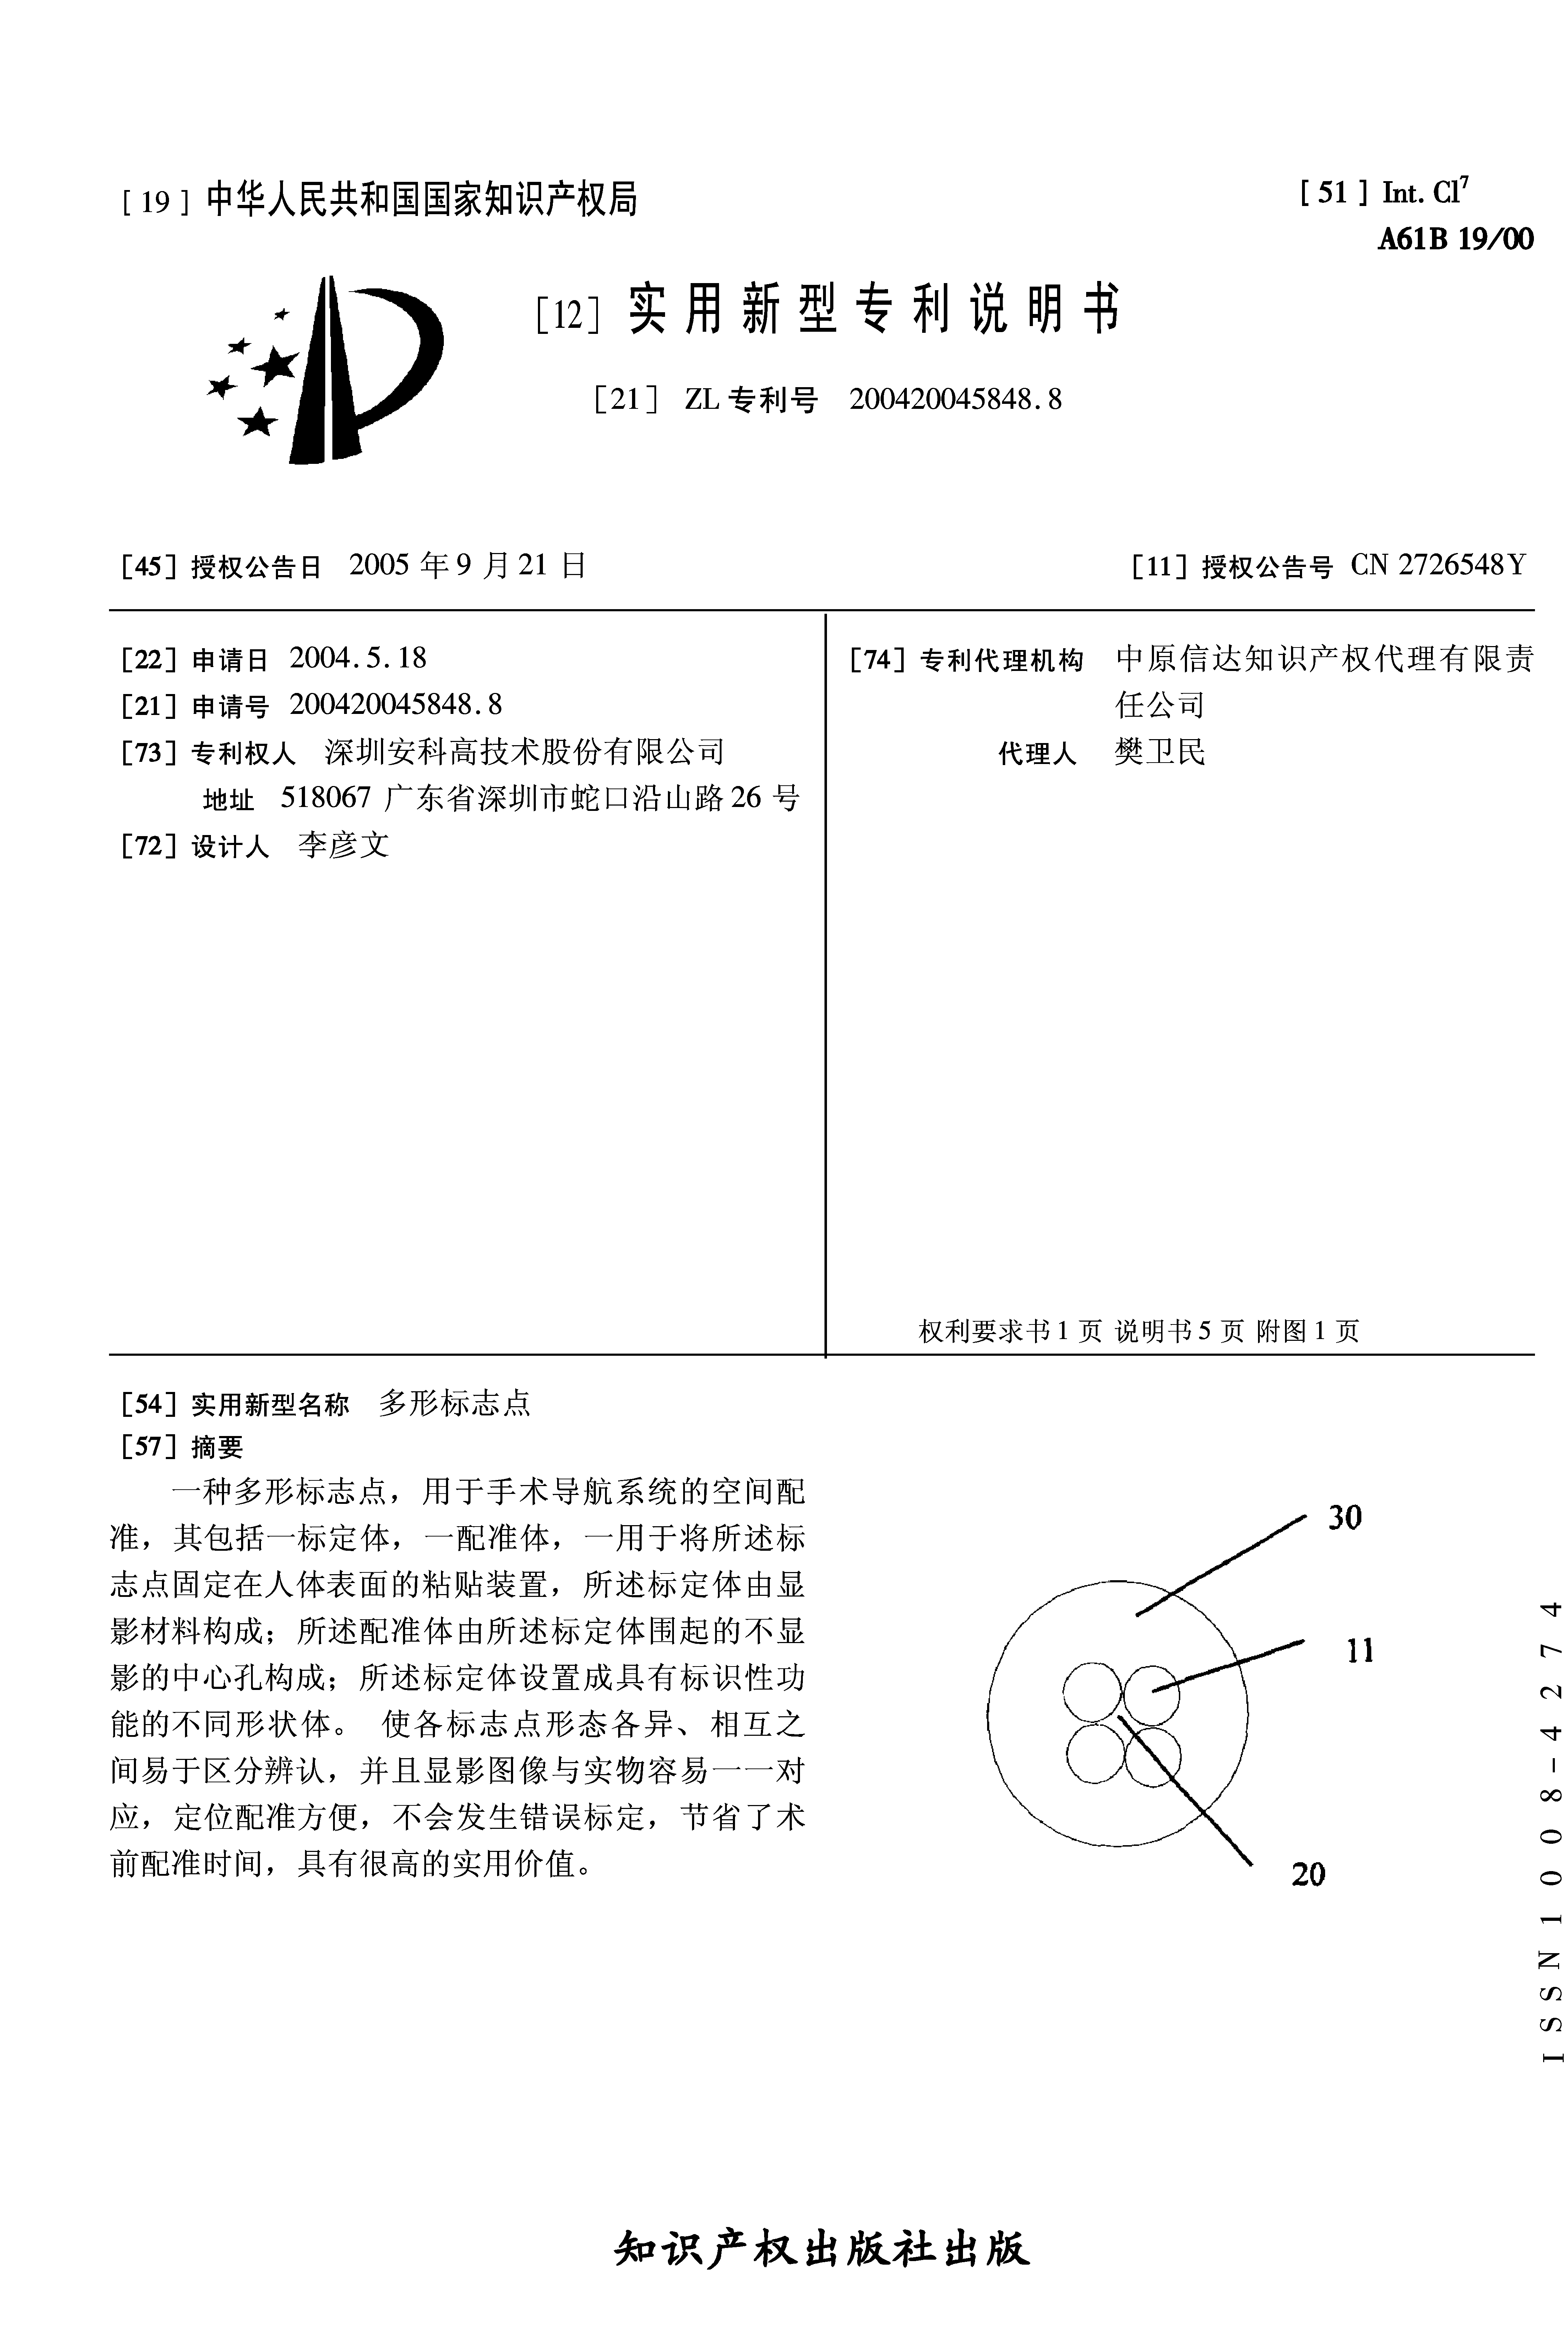 [19] 中华人民共和国国家知识产权局
[51] Int. Cl⁷
A61B 19/00
[12] 实用新型专利说明书
[21] ZL 专利号 200420045848.8
[45] 授权公告日 2005 年 9 月 21 日
[11] 授权公告号 CN 2726548Y
[22] 申请日 2004.5.18
[21] 申请号 200420045848.8
[73] 专利权人 深圳安科高技术股份有限公司
地址 518067 广东省深圳市蛇口沿山路 26 号
[72] 设计人 李彦文
[74] 专利代理机构 中原信达知识产权代理有限责
任公司
代理人 樊卫民
权利要求书 1 页 说明书 5 页 附图 1 页
[54] 实用新型名称 多形标志点
[57] 摘要
一种多形标志点，用于手术导航系统的空间配
准，其包括一标定体，一配准体，一用于将所述标
志点固定在人体表面的粘贴装置，所述标定体由显
影材料构成；所述配准体由所述标定体围起的不显
影的中心孔构成；所述标定体设置成具有标识性功
能的不同形状体。 使各标志点形态各异、相互之
间易于区分辨认，并且显影图像与实物容易一一对
应，定位配准方便，不会发生错误标定，节省了术
前配准时间，具有很高的实用价值。
30
11
20
ISSN1008-4274
知识产权出版社出版